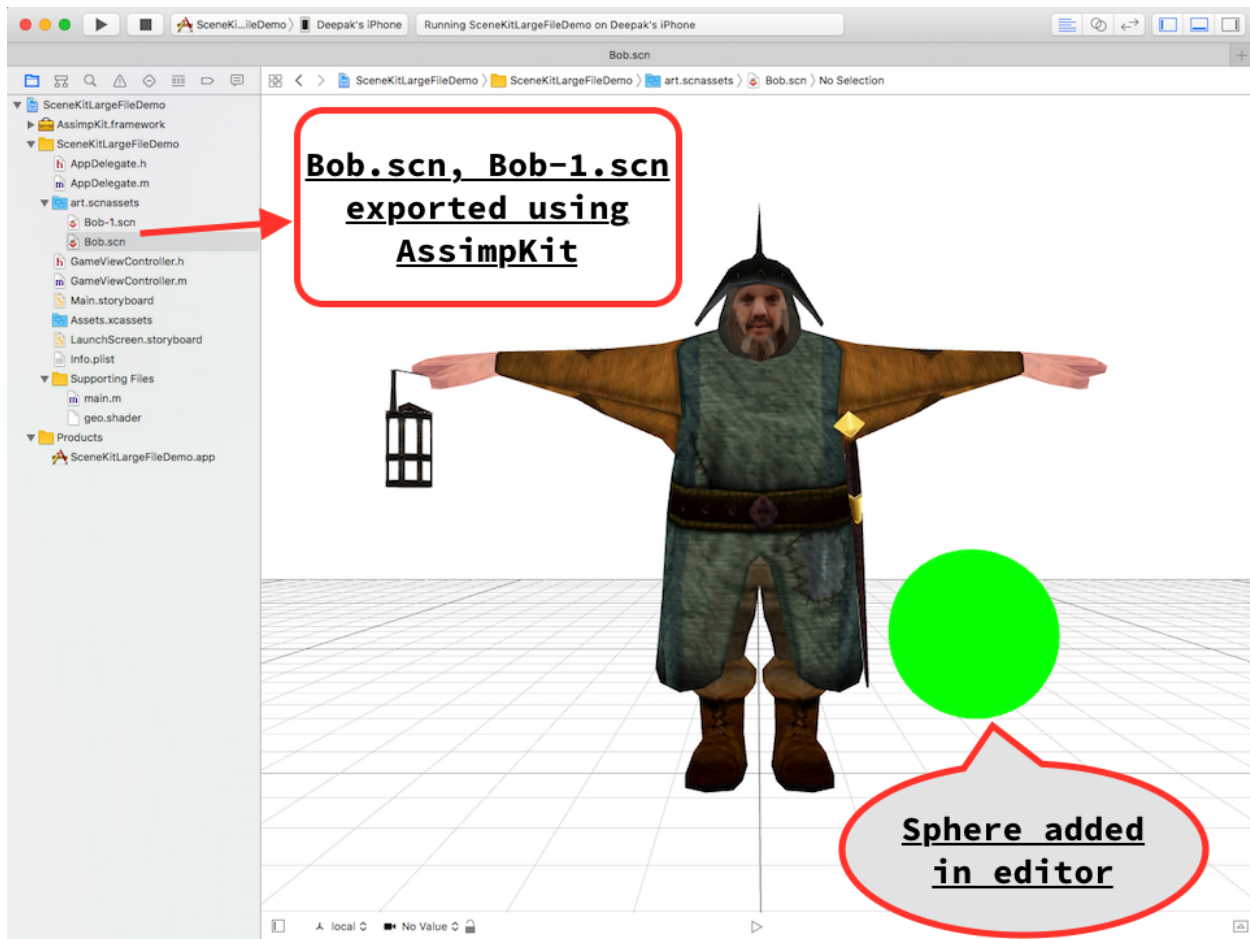 SceneKi...ileDemo〉 Deepak's iPhone
Running SceneKitLargeFileDemo on Deepak's iPhone
Bob.scn
SceneKitLargeFileDemo 〉 SceneKitLargeFileDemo 〉 art.scnassets 〉 Bob.scn 〉 No Selection
SceneKitLargeFileDemo
AssimpKit.framework
SceneKitLargeFileDemo
h AppDelegate.h
m AppDelegate.m
art.scnassets
Bob-1.scn
Bob.scn
h GameViewController.h
m GameViewController.m
Main.storyboard
Assets.xcassets
LaunchScreen.storyboard
Info.plist
Supporting Files
m main.m
geo.shader
Products
SceneKitLargeFileDemo.app
Bob.scn, Bob-1.scn
exported using
AssimpKit
Sphere added
in editor
local
No Value